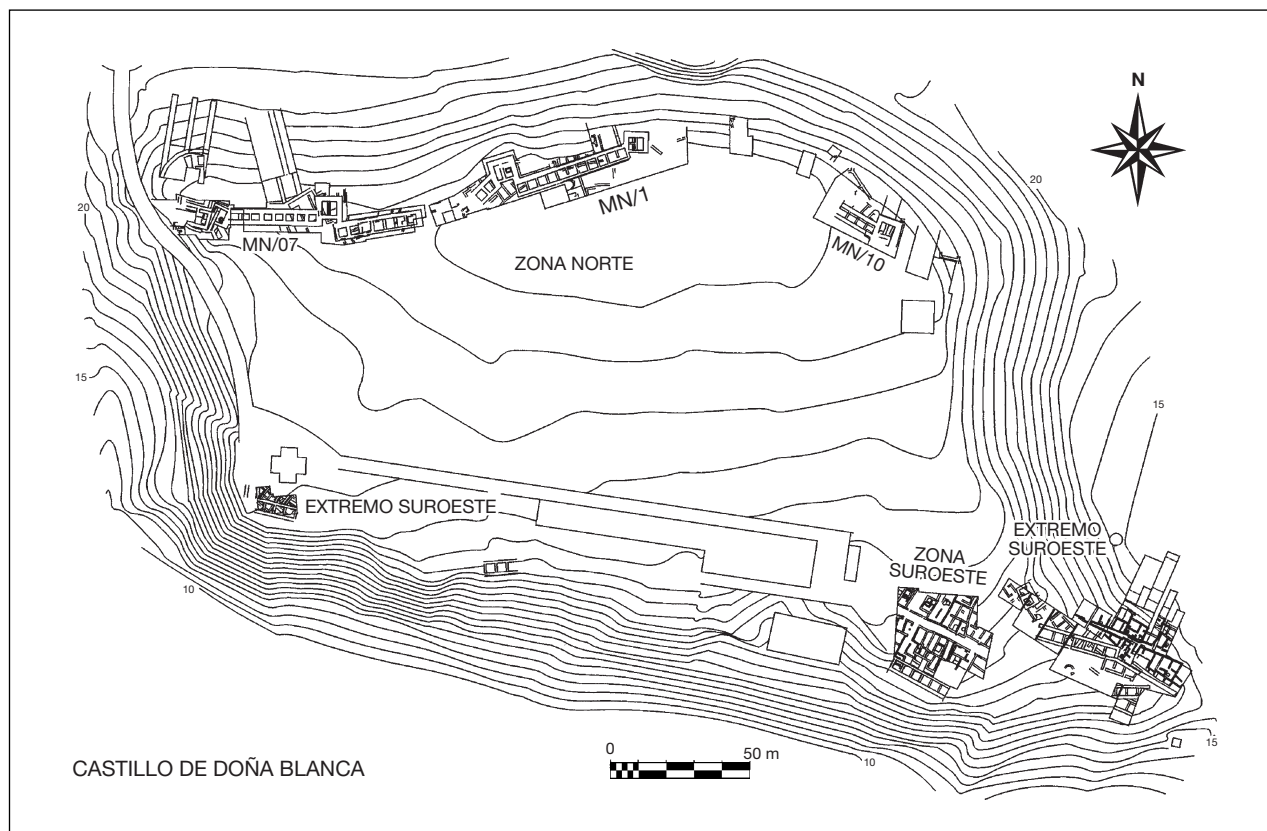 N
20
20
MN/1
MN/07
MN/10
ZONA NORTE
15
15
EXTREMO SUROESTE
EXTREMO
SUROESTE
ZONA
SUROESTE
10
15
10
0
50 m
CASTILLO DE DOÑA BLANCA